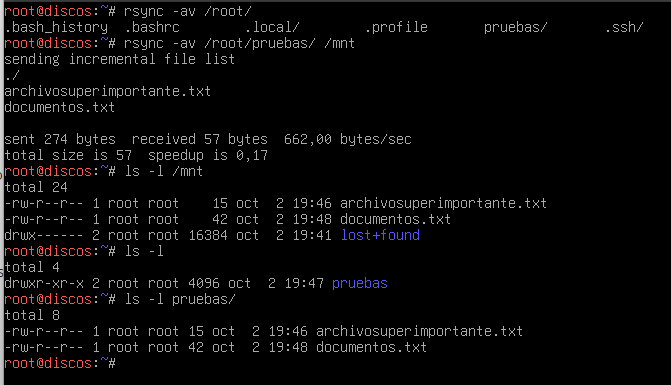 root@discos:~# rsync -av /root/
.bash_history  .bashrc        .local/        .profile       pruebas/       .ssh/
root@discos:~# rsync -av /root/pruebas/ /mnt
sending incremental file list
./
archivosuperimportante.txt
documentos.txt

sent 274 bytes  received 57 bytes  662,00 bytes/sec
total size is 57  speedup is 0,17
root@discos:~# ls -l /mnt
total 24
-rw-r--r-- 1 root root    15 oct  2 19:46 archivosuperimportante.txt
-rw-r--r-- 1 root root    42 oct  2 19:48 documentos.txt
drwx------ 2 root root 16384 oct  2 19:41 lost+found
root@discos:~# ls -l
total 4
drwxr-xr-x 2 root root 4096 oct  2 19:47 pruebas
root@discos:~# ls -l pruebas/
total 8
-rw-r--r-- 1 root root 15 oct  2 19:46 archivosuperimportante.txt
-rw-r--r-- 1 root root 42 oct  2 19:48 documentos.txt
root@discos:~#